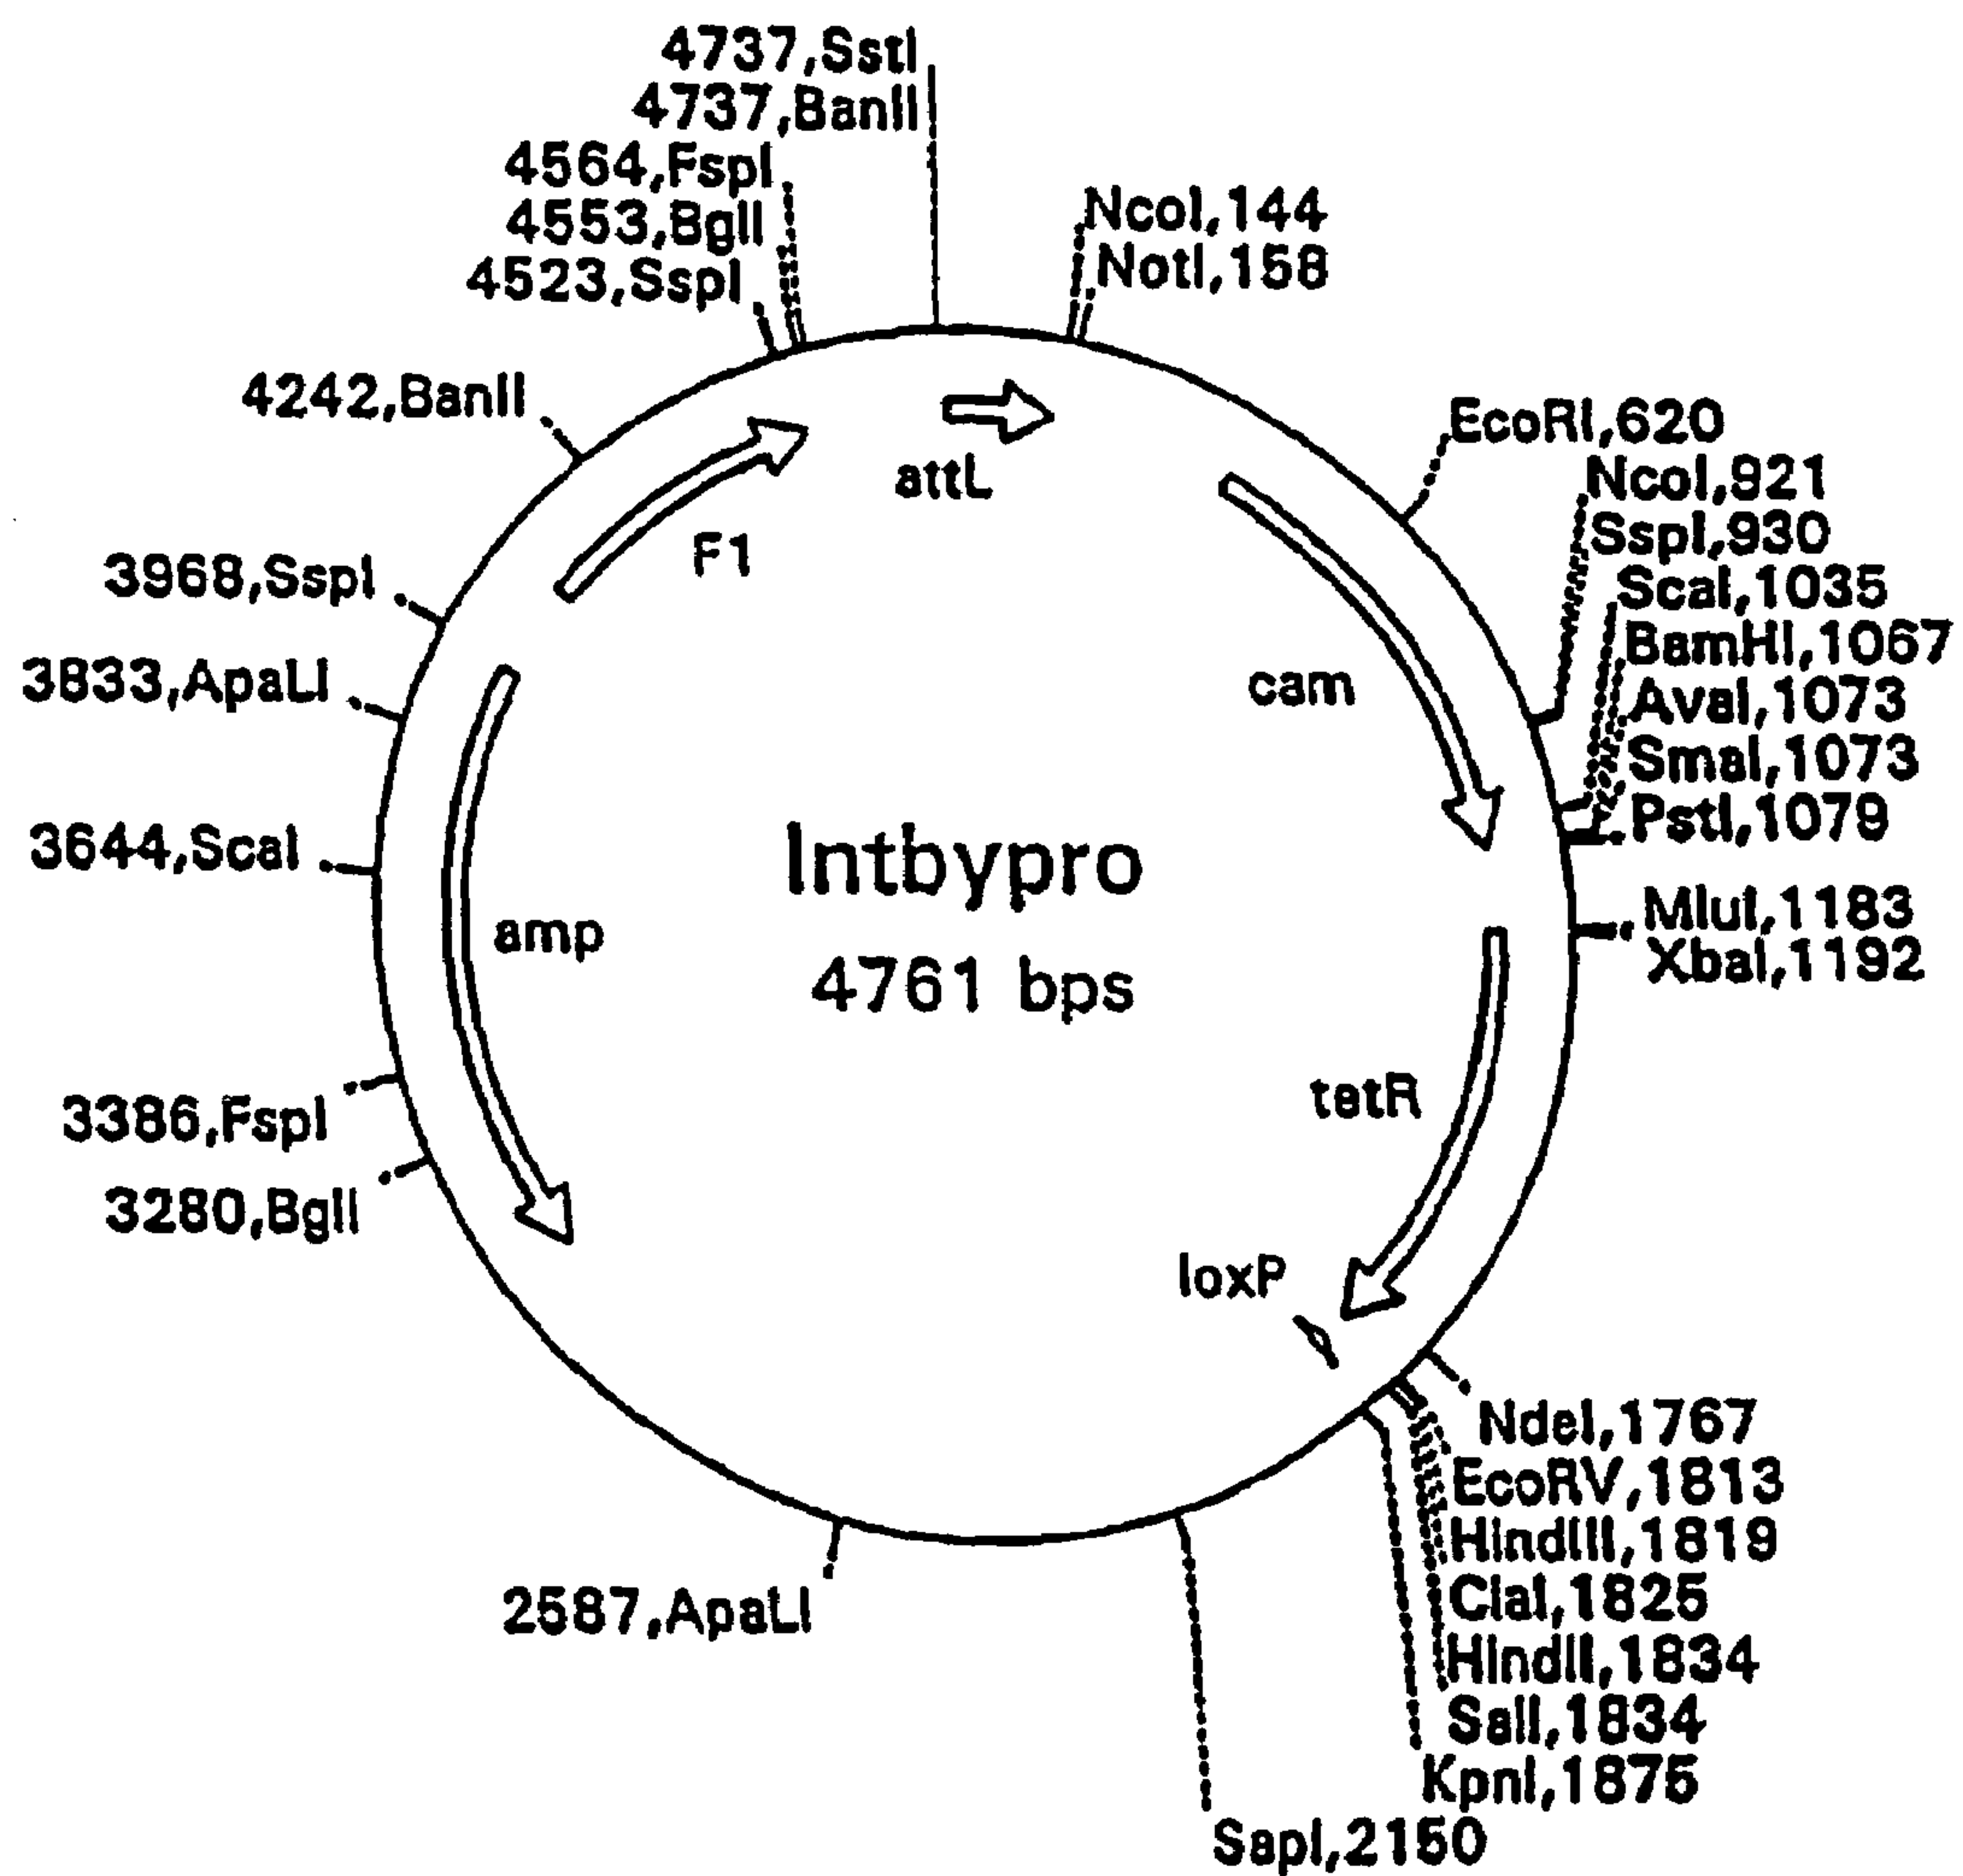 4737,SstI
4737,BanII
4564,FspI
4553,BglI
4523,SspI
4242,BanII
3968,SspI
3833,ApaLI
3644,ScaI
3386,FspI
3280,BglI
2587,ApaLI
NcoI,144
NotI,158
EcoRI,620
NcoI,921
SspI,930
ScaI,1035
BamHI,1067
AvaI,1073
SmaI,1073
PstI,1079
MluI,1183
XbaI,1192
NdeI,1767
EcoRV,1813
HindIII,1819
ClaI,1825
HindII,1834
SalI,1834
KpnI,1875
SapI,2150
attL
F1
cam
amp
tetR
loxP
Intbypro
4761 bps